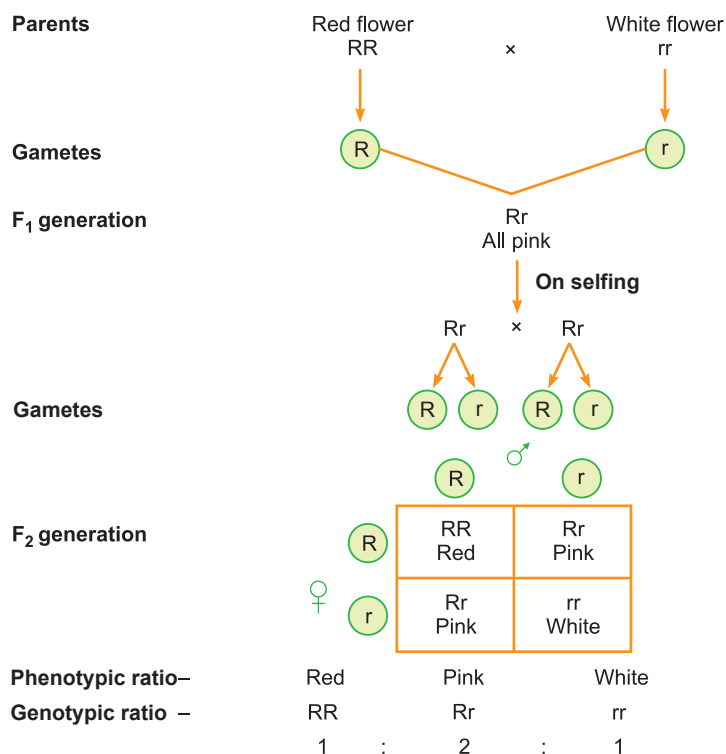 Parents Red flower White flower
RR × rr
Gametes R r
F₁ generation Rr
All pink
On selfing
Rr × Rr
Gametes R r R r
♂
R r
F₂ generation
R RR Red Rr Pink
♀
r Rr Pink rr White
Phenotypic ratio– Red Pink White
Genotypic ratio – RR Rr rr
1 : 2 : 1